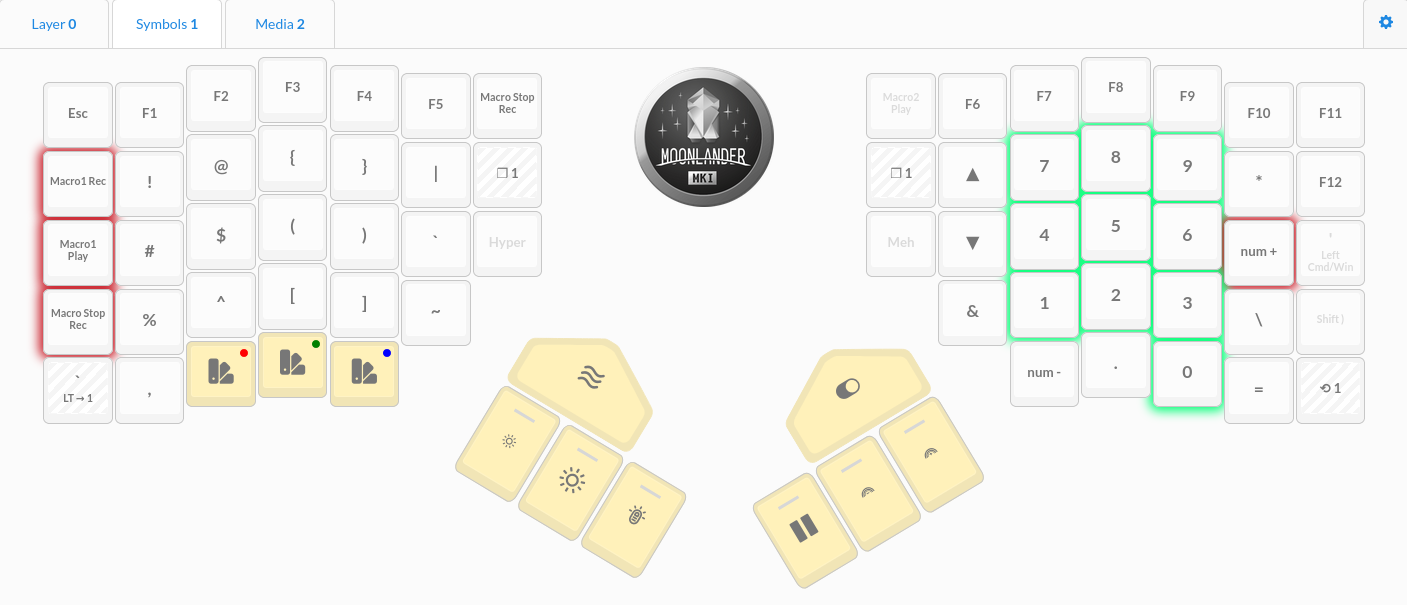 Layer 0
Symbols 1
Media 2
Esc
F1
F2
F3
F4
F5
Macro Stop
Rec
Macro2
Play
F6
F7
F8
F9
F10
F11
Macro1 Rec
!
@
{
}
|
❐ 1
MOONLANDER
MKI
❐ 1
▲
7
8
9
*
F12
Macro1
Play
#
$
(
)
`
Hyper
Meh
▼
4
5
6
num +
'
Left
Cmd/Win
Macro Stop
Rec
%
^
[
]
~
&
1
2
3
\
Shift )
`
LT → 1
,
num -
.
0
=
⟲ 1